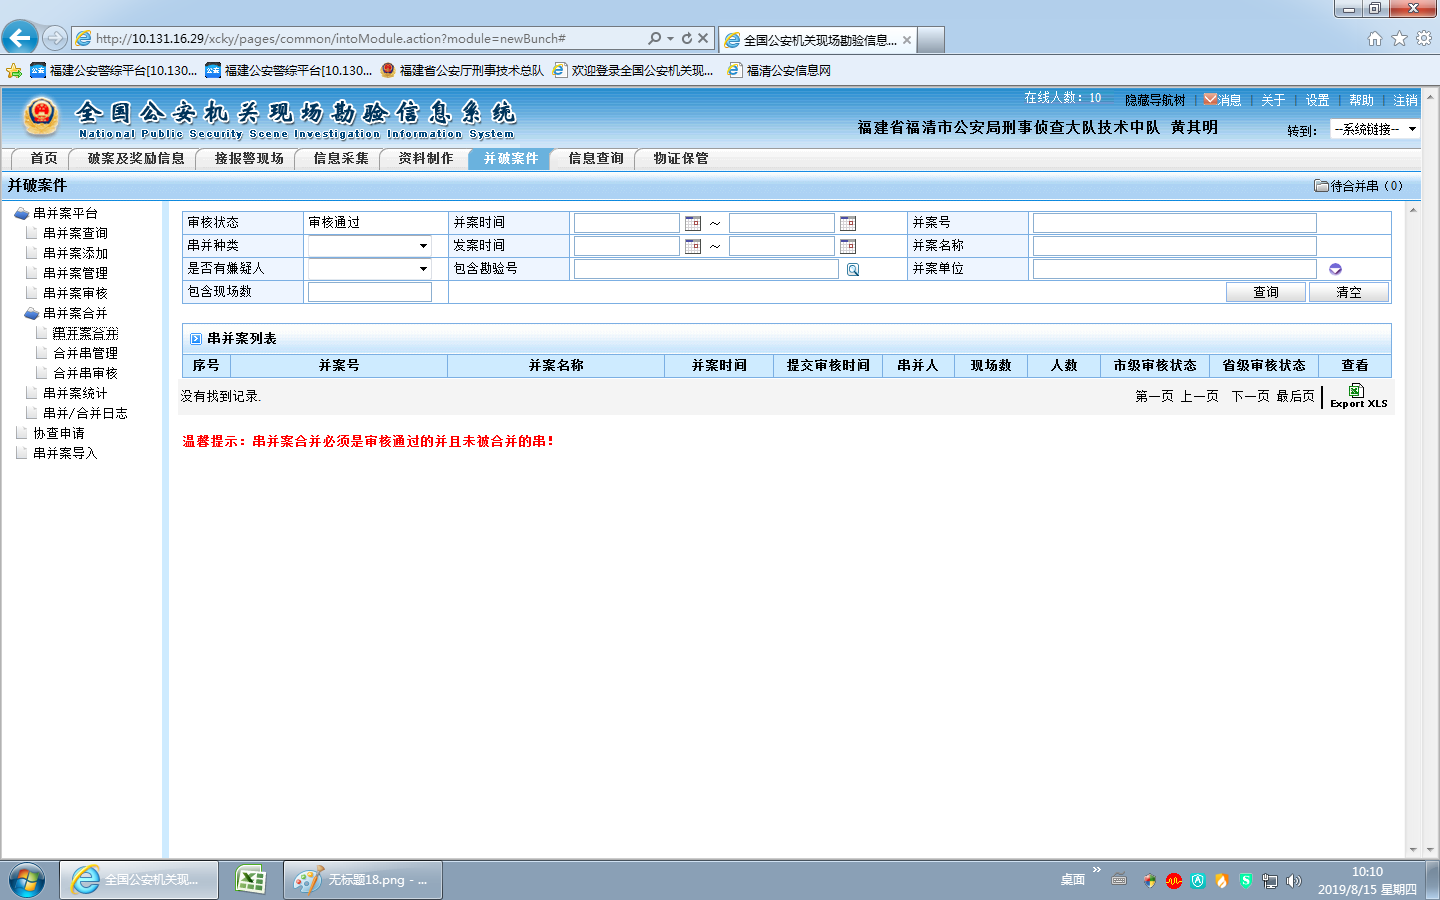 http://10.131.16.29/xcky/pages/common/intoModule.action?module=newBunch#
全国公安机关现场勘验信息...
福建公安警综平台[10.130... 福建公安警综平台[10.130... 福建省公安厅刑事技术总队 欢迎登录全国公安机关现... 福清公安信息网
全国公安机关现场勘验信息系统
National Public Security Scene Investigation Information System
在线人数：10 隐藏导航树 消息 关于 设置 帮助 注销
福建省福清市公安局刑事侦查大队技术中队 黄其明
转到： --系统链接--
首页 破案及奖励信息 接报警现场 信息采集 资料制作 并破案件 信息查询 物证保管
并破案件
待合并串（0）
串并案平台
串并案查询
串并案添加
串并案管理
串并案审核
串并案合并
串并案合并
合并串管理
合并串审核
串并案统计
串并/合并日志
协查申请
串并案导入
审核状态 审核通过 并案时间 ～ 并案号
串并种类 发案时间 ～ 并案名称
是否有嫌疑人 包含勘验号 并案单位
包含现场数 查询 清空
串并案列表
序号 并案号 并案名称 并案时间 提交审核时间 串并人 现场数 人数 市级审核状态 省级审核状态 查看
没有找到记录. 第一页 上一页 下一页 最后页 Export XLS
温馨提示：串并案合并必须是审核通过的并且未被合并的串！
全国公安机关现... 无标题18.png - ... 桌面 10:10
2019/8/15 星期四